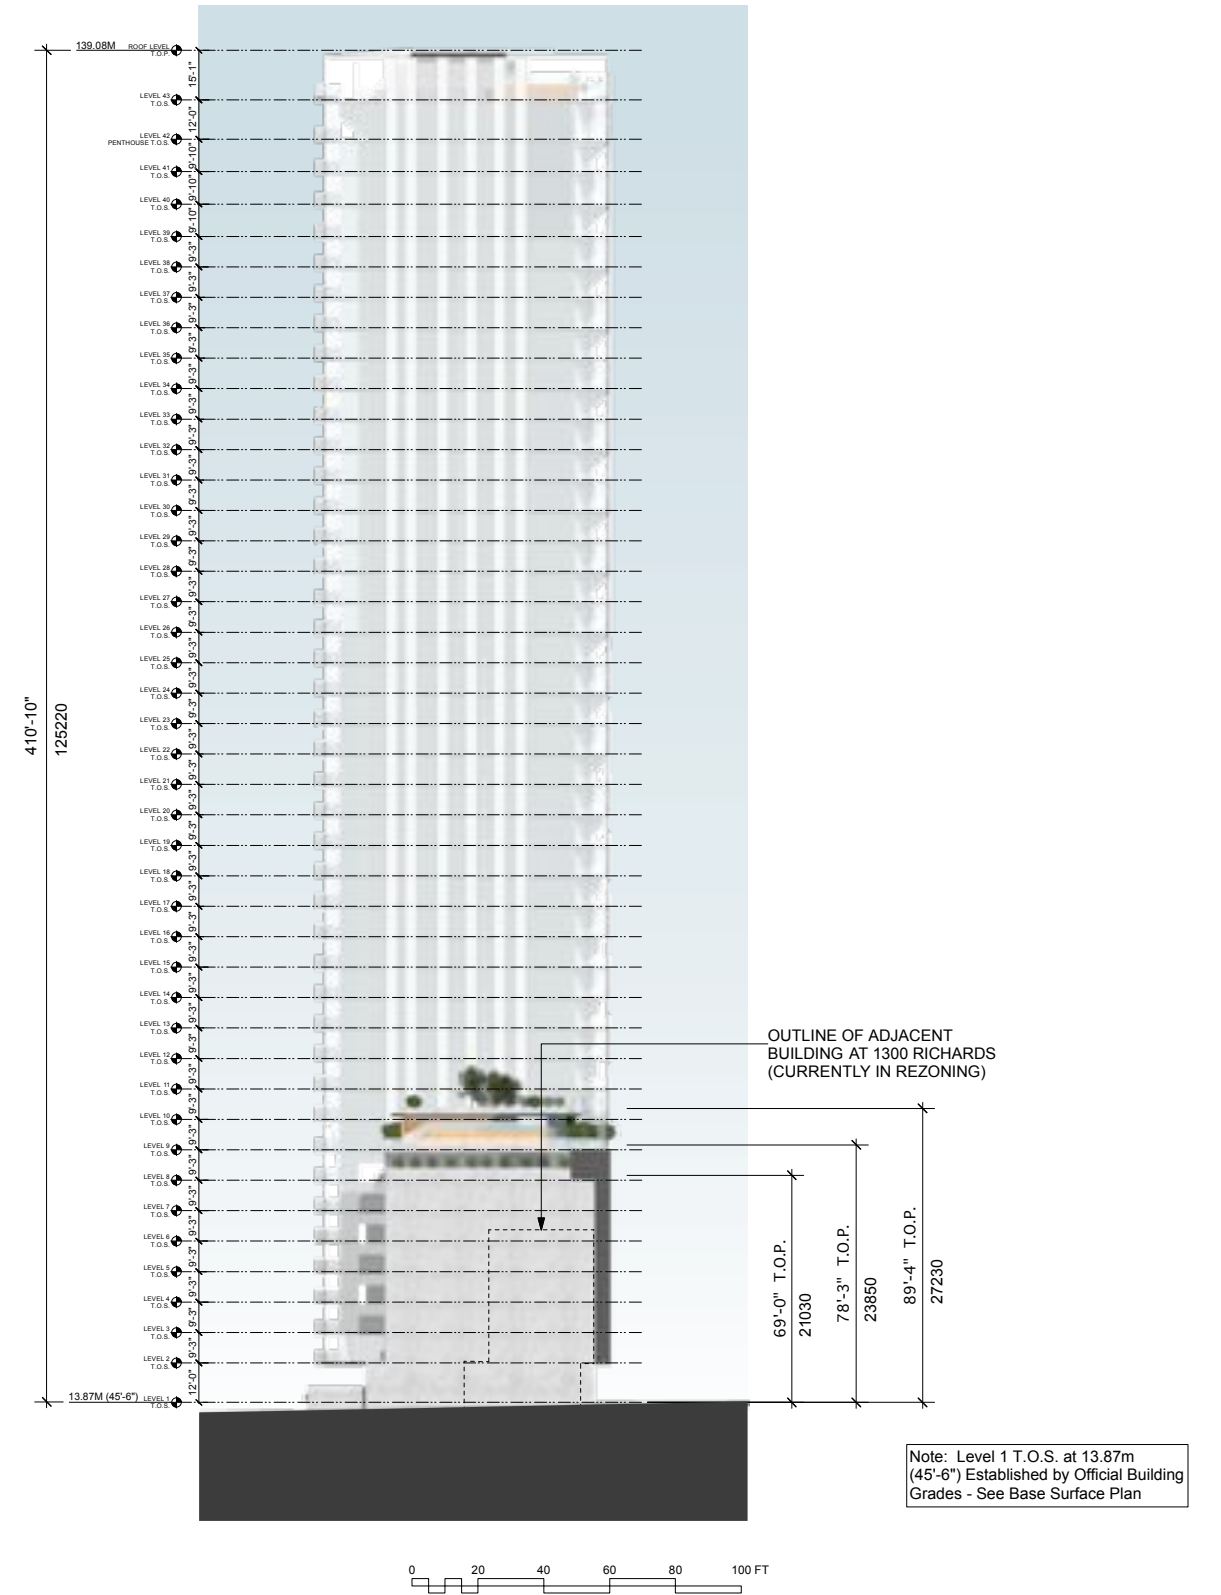 139.08M ROOF LEVEL
T.O.P.
15'-1"
LEVEL 43
T.O.S.
12'-0"
LEVEL 42
PENTHOUSE T.O.S.
9'-10"
LEVEL 41
T.O.S.
9'-10"
LEVEL 40
T.O.S.
9'-10"
LEVEL 39
T.O.S.
9'-3"
LEVEL 38
T.O.S.
9'-3"
LEVEL 37
T.O.S.
9'-3"
LEVEL 36
T.O.S.
9'-3"
LEVEL 35
T.O.S.
9'-3"
LEVEL 34
T.O.S.
9'-3"
LEVEL 33
T.O.S.
9'-3"
LEVEL 32
T.O.S.
9'-3"
LEVEL 31
T.O.S.
9'-3"
LEVEL 30
T.O.S.
9'-3"
LEVEL 29
T.O.S.
9'-3"
LEVEL 28
T.O.S.
9'-3"
LEVEL 27
T.O.S.
9'-3"
LEVEL 26
T.O.S.
9'-3"
LEVEL 25
T.O.S.
9'-3"
LEVEL 24
T.O.S.
9'-3"
LEVEL 23
T.O.S.
9'-3"
LEVEL 22
T.O.S.
9'-3"
LEVEL 21
T.O.S.
9'-3"
LEVEL 20
T.O.S.
9'-3"
LEVEL 19
T.O.S.
9'-3"
LEVEL 18
T.O.S.
9'-3"
LEVEL 17
T.O.S.
9'-3"
LEVEL 16
T.O.S.
9'-3"
LEVEL 15
T.O.S.
9'-3"
LEVEL 14
T.O.S.
9'-3"
LEVEL 13
T.O.S.
9'-3"
LEVEL 12
T.O.S.
9'-3"
LEVEL 11
T.O.S.
9'-3"
LEVEL 10
T.O.S.
9'-3"
LEVEL 9
T.O.S.
9'-3"
LEVEL 8
T.O.S.
9'-3"
LEVEL 7
T.O.S.
9'-3"
LEVEL 6
T.O.S.
9'-3"
LEVEL 5
T.O.S.
9'-3"
LEVEL 4
T.O.S.
9'-3"
LEVEL 3
T.O.S.
9'-3"
LEVEL 2
T.O.S.
12'-0"
13.87M (45'-6") LEVEL 1
T.O.S.
410'-10"
125220
OUTLINE OF ADJACENT
BUILDING AT 1300 RICHARDS
(CURRENTLY IN REZONING)
69'-0" T.O.P.
21030
78'-3" T.O.P.
23850
89'-4" T.O.P.
27230
Note: Level 1 T.O.S. at 13.87m
(45'-6") Established by Official Building
Grades - See Base Surface Plan
0 20 40 60 80 100 FT